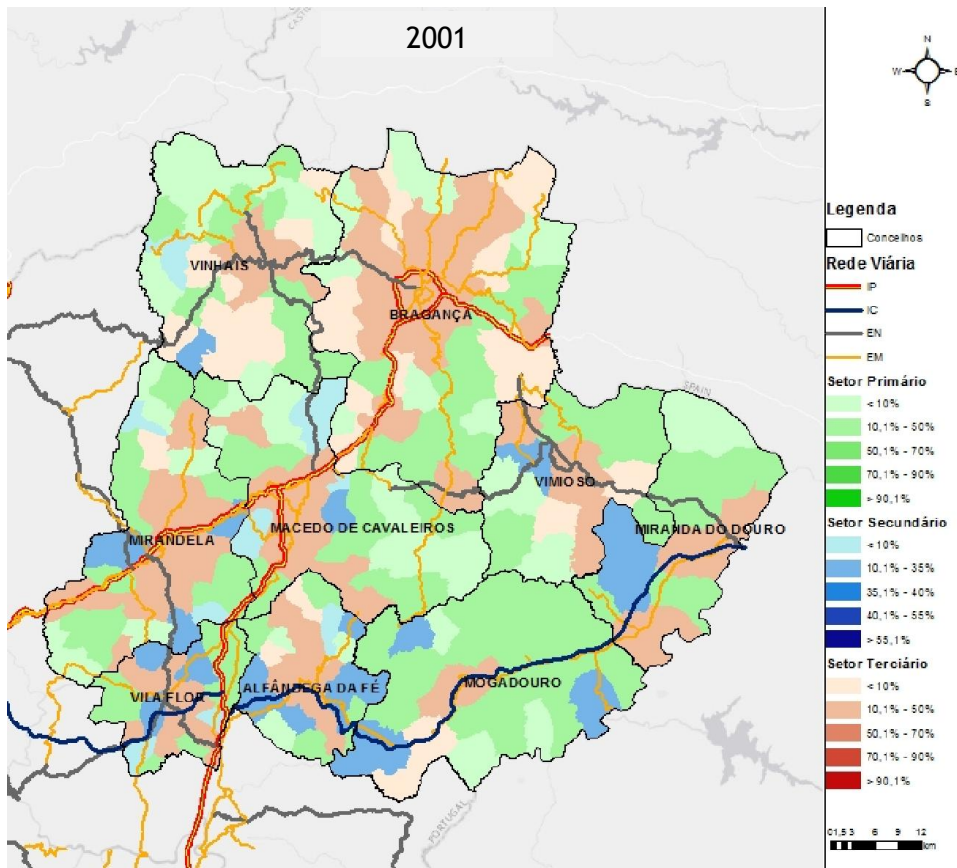 2001
N
W
E
S
CASTIL
SPAIN
VINHAIS
BRAGANÇA
VIMIOSO
MIRANDA DO DOURO
MACEDO DE CAVALEIROS
MIRANDELA
ALFÂNDEGA DA FÉ
VILA FLOR
MOGADOURO
PORTUGAL
Legenda
Concelhos
Rede Viária
IP
IC
EN
EM
Setor Primário
<10%
10,1% - 50%
50,1% - 70%
70,1% - 90%
> 90,1%
Setor Secundário
<10%
10,1% - 35%
35,1% - 40%
40,1% - 55%
> 55,1%
Setor Terciário
<10%
10,1% - 50%
50,1% - 70%
70,1% - 90%
> 90,1%
01,5 3 6 9 12
km